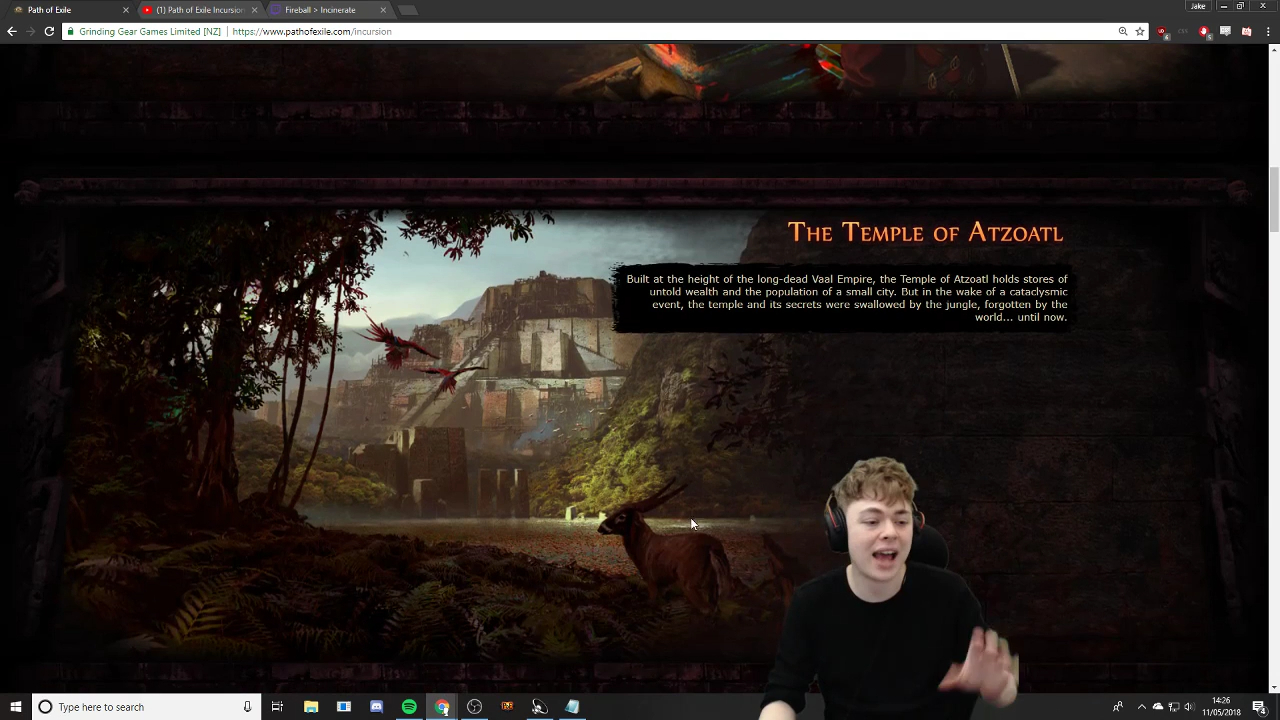 Path of Exile
(1) Path of Exile Incursion
Fireball > Incinerate
Jake
Grinding Gear Games Limited [NZ]
https://www.pathofexile.com/incursion
The Temple of Atzoatl
Built at the height of the long-dead Vaal Empire, the Temple of Atzoatl holds stores of
untold wealth and the population of a small city. But in the wake of a cataclysmic
event, the temple and its secrets were swallowed by the jungle, forgotten by the
world... until now.
Type here to search
14:26
11/05/2018